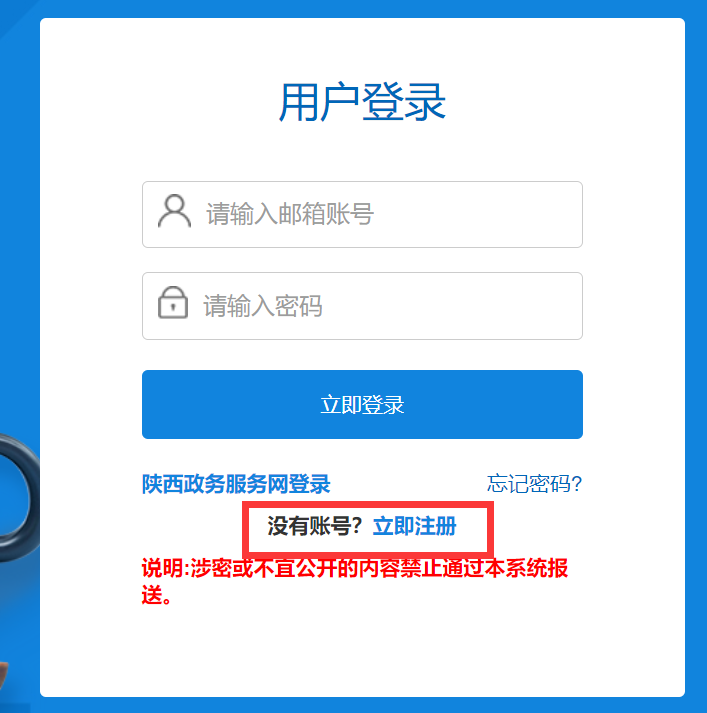 用户登录
请输入邮箱账号
请输入密码
立即登录
陕西政务服务网登录 忘记密码?
没有账号？立即注册
说明:涉密或不宜公开的内容禁止通过本系统报
送。